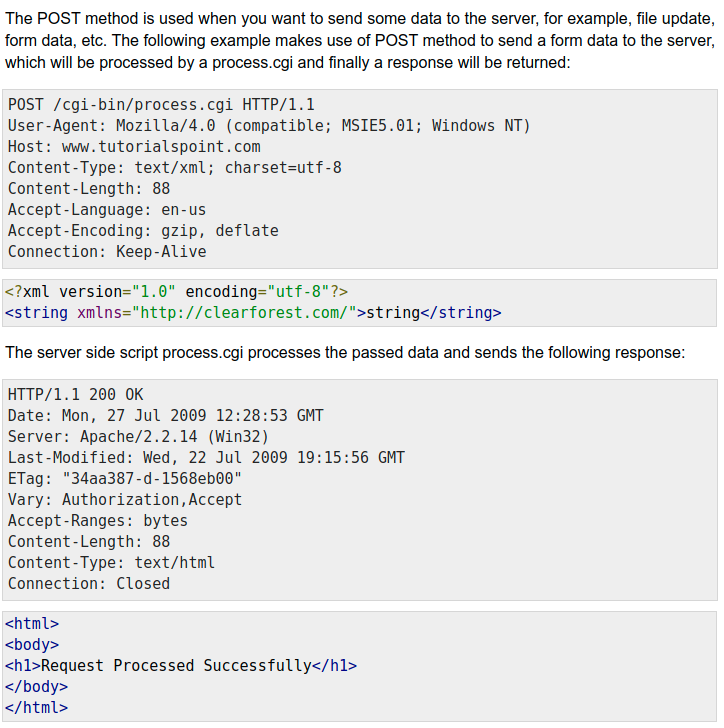 The POST method is used when you want to send some data to the server, for example, file update,
form data, etc. The following example makes use of POST method to send a form data to the server,
which will be processed by a process.cgi and finally a response will be returned:
POST /cgi-bin/process.cgi HTTP/1.1
User-Agent: Mozilla/4.0 (compatible; MSIE5.01; Windows NT)
Host: www.tutorialspoint.com
Content-Type: text/xml; charset=utf-8
Content-Length: 88
Accept-Language: en-us
Accept-Encoding: gzip, deflate
Connection: Keep-Alive
<?xml version="1.0" encoding="utf-8"?>
<string xmlns="http://clearforest.com/">string</string>
The server side script process.cgi processes the passed data and sends the following response:
HTTP/1.1 200 OK
Date: Mon, 27 Jul 2009 12:28:53 GMT
Server: Apache/2.2.14 (Win32)
Last-Modified: Wed, 22 Jul 2009 19:15:56 GMT
ETag: "34aa387-d-1568eb00"
Vary: Authorization,Accept
Accept-Ranges: bytes
Content-Length: 88
Content-Type: text/html
Connection: Closed
<html>
<body>
<h1>Request Processed Successfully</h1>
</body>
</html>